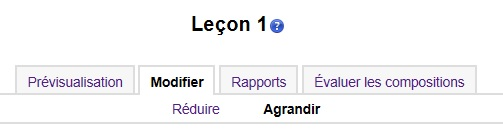 Leçon 1
Prévisualisation Modifier Rapports Évaluer les compositions
Réduire Agrandir